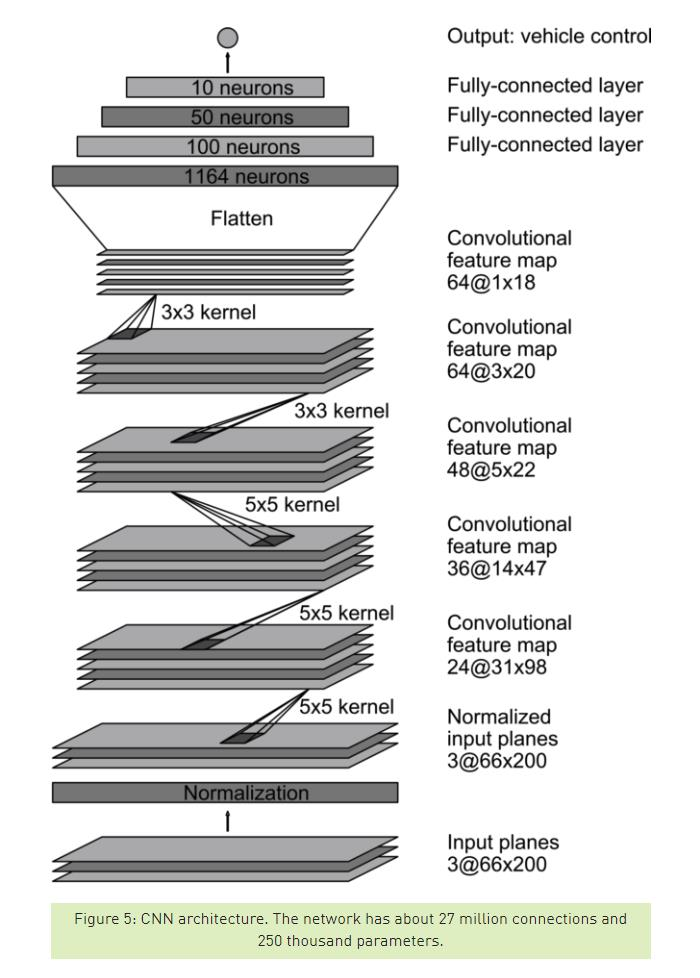 Output: vehicle control
10 neurons
Fully-connected layer
50 neurons
Fully-connected layer
100 neurons
Fully-connected layer
1164 neurons
Flatten
Convolutional
feature map
64@1x18
3x3 kernel
Convolutional
feature map
64@3x20
3x3 kernel
Convolutional
feature map
48@5x22
5x5 kernel
Convolutional
feature map
36@14x47
5x5 kernel
Convolutional
feature map
24@31x98
5x5 kernel
Normalized
input planes
3@66x200
Normalization
Input planes
3@66x200
Figure 5: CNN architecture. The network has about 27 million connections and
250 thousand parameters.